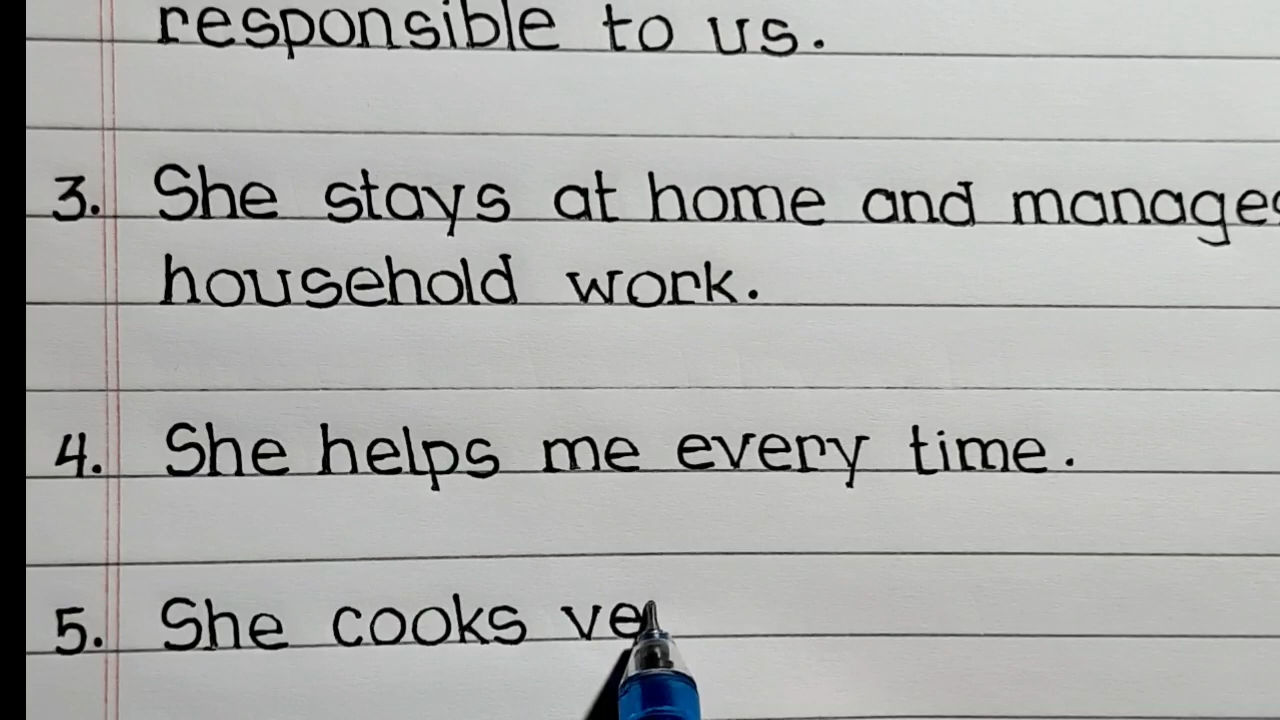 responsible to us.
3. She stays at home and manages
household work.
4. She helps me every time.
5. She cooks ve